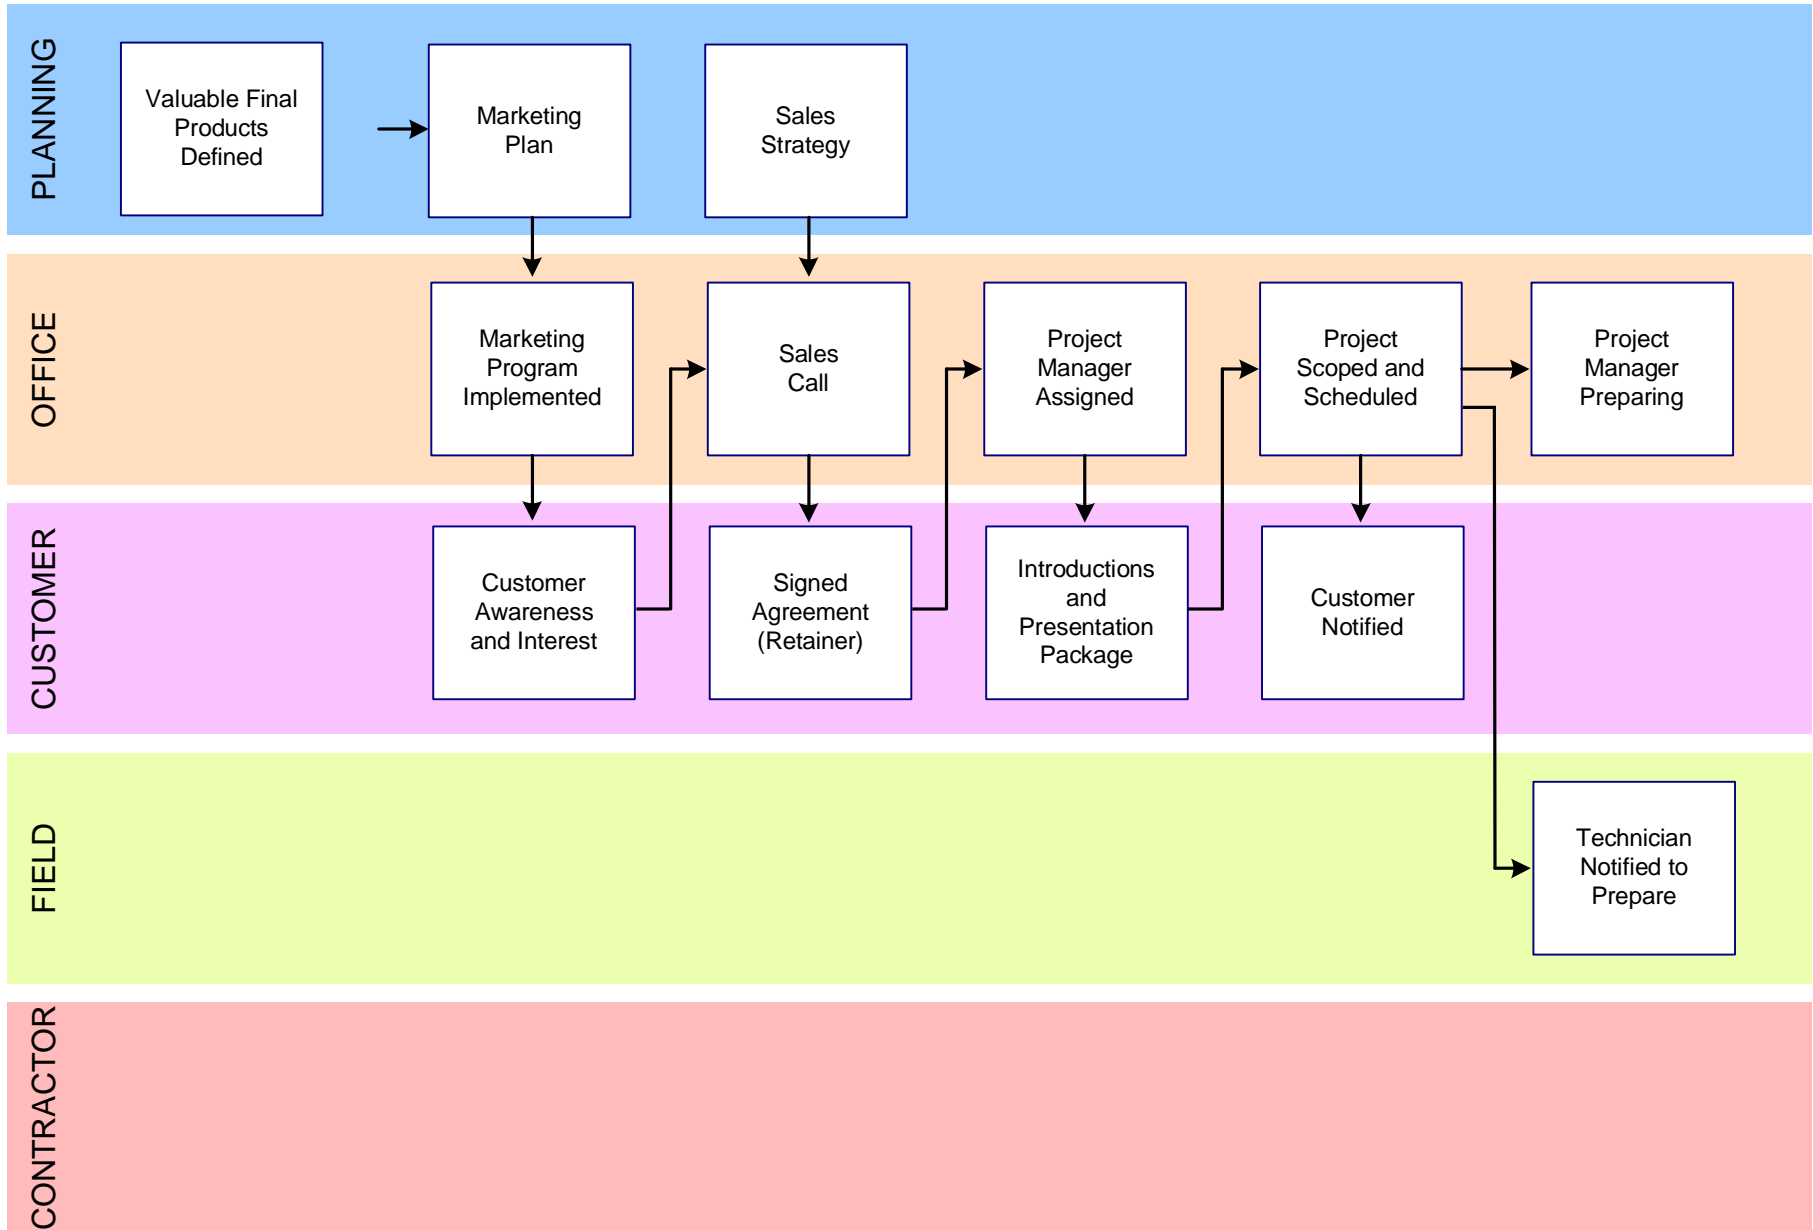 PLANNING
Valuable Final
Products
Defined
Marketing
Plan
Sales
Strategy
OFFICE
Marketing
Program
Implemented
Sales
Call
Project
Manager
Assigned
Project
Scoped and
Scheduled
Project
Manager
Preparing
CUSTOMER
Customer
Awareness
and Interest
Signed
Agreement
(Retainer)
Introductions
and
Presentation
Package
Customer
Notified
FIELD
Technician
Notified to
Prepare
CONTRACTOR